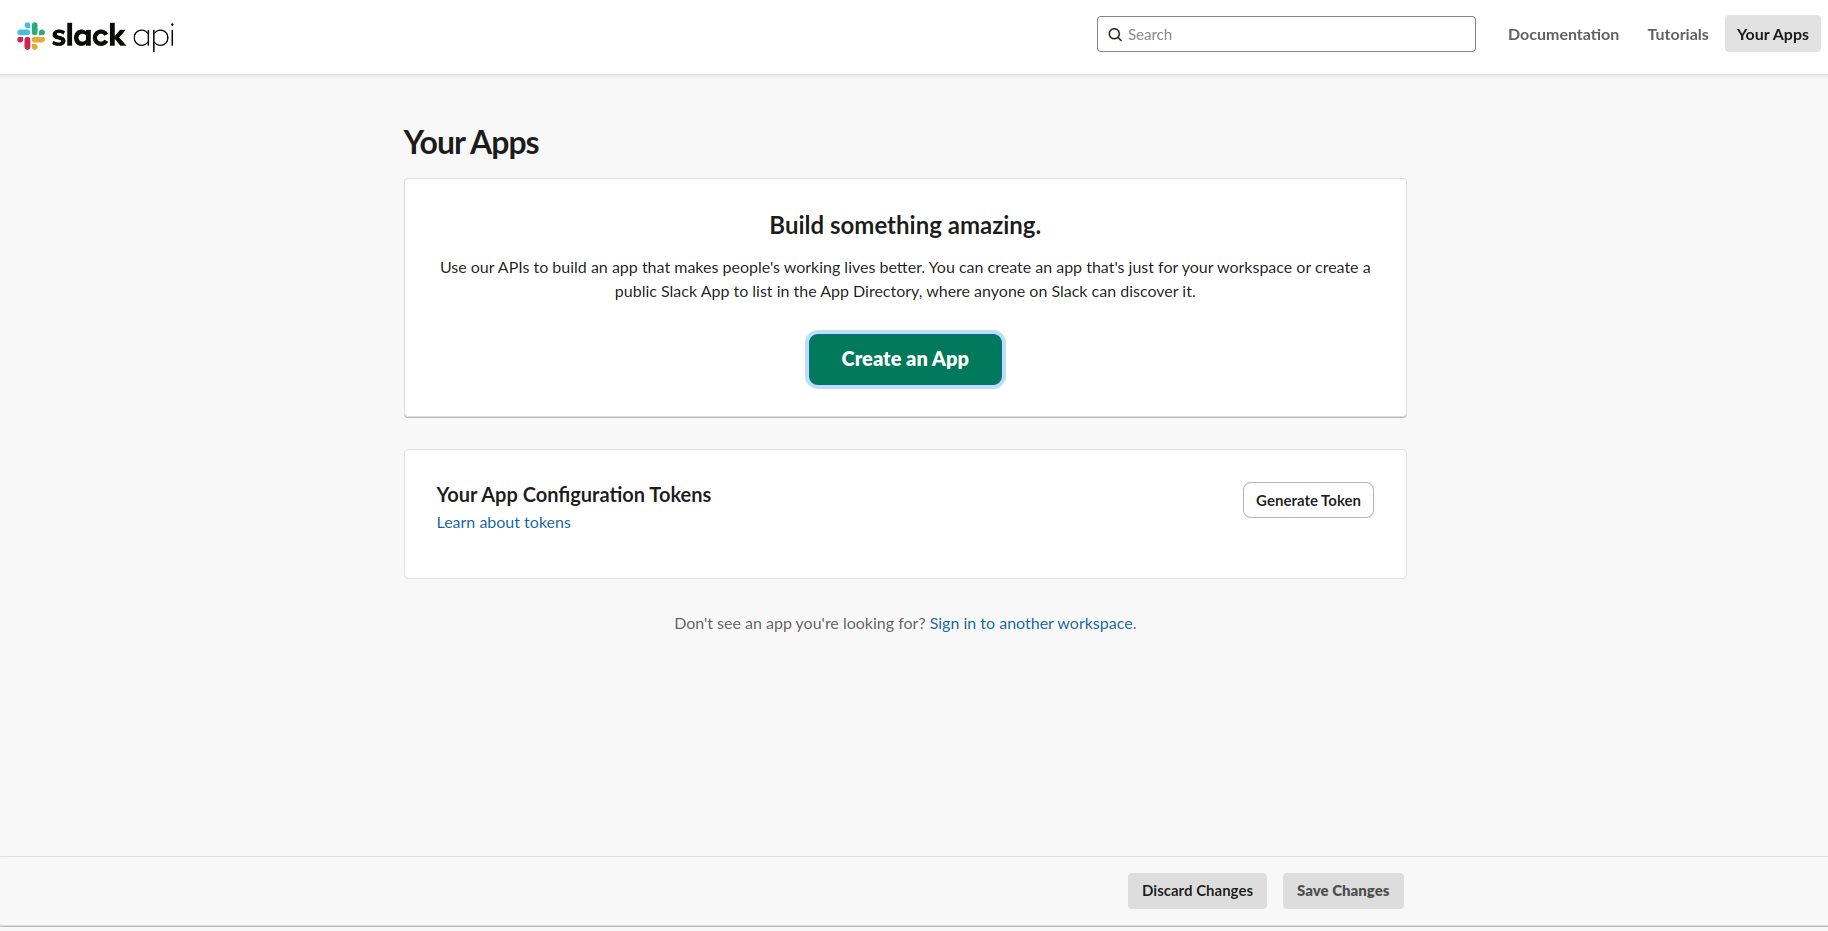 slack api
Search
Documentation
Tutorials
Your Apps
Your Apps
Build something amazing.
Use our APIs to build an app that makes people's working lives better. You can create an app that's just for your workspace or create a
public Slack App to list in the App Directory, where anyone on Slack can discover it.
Create an App
Your App Configuration Tokens
Generate Token
Learn about tokens
Don't see an app you're looking for? Sign in to another workspace.
Discard Changes
Save Changes